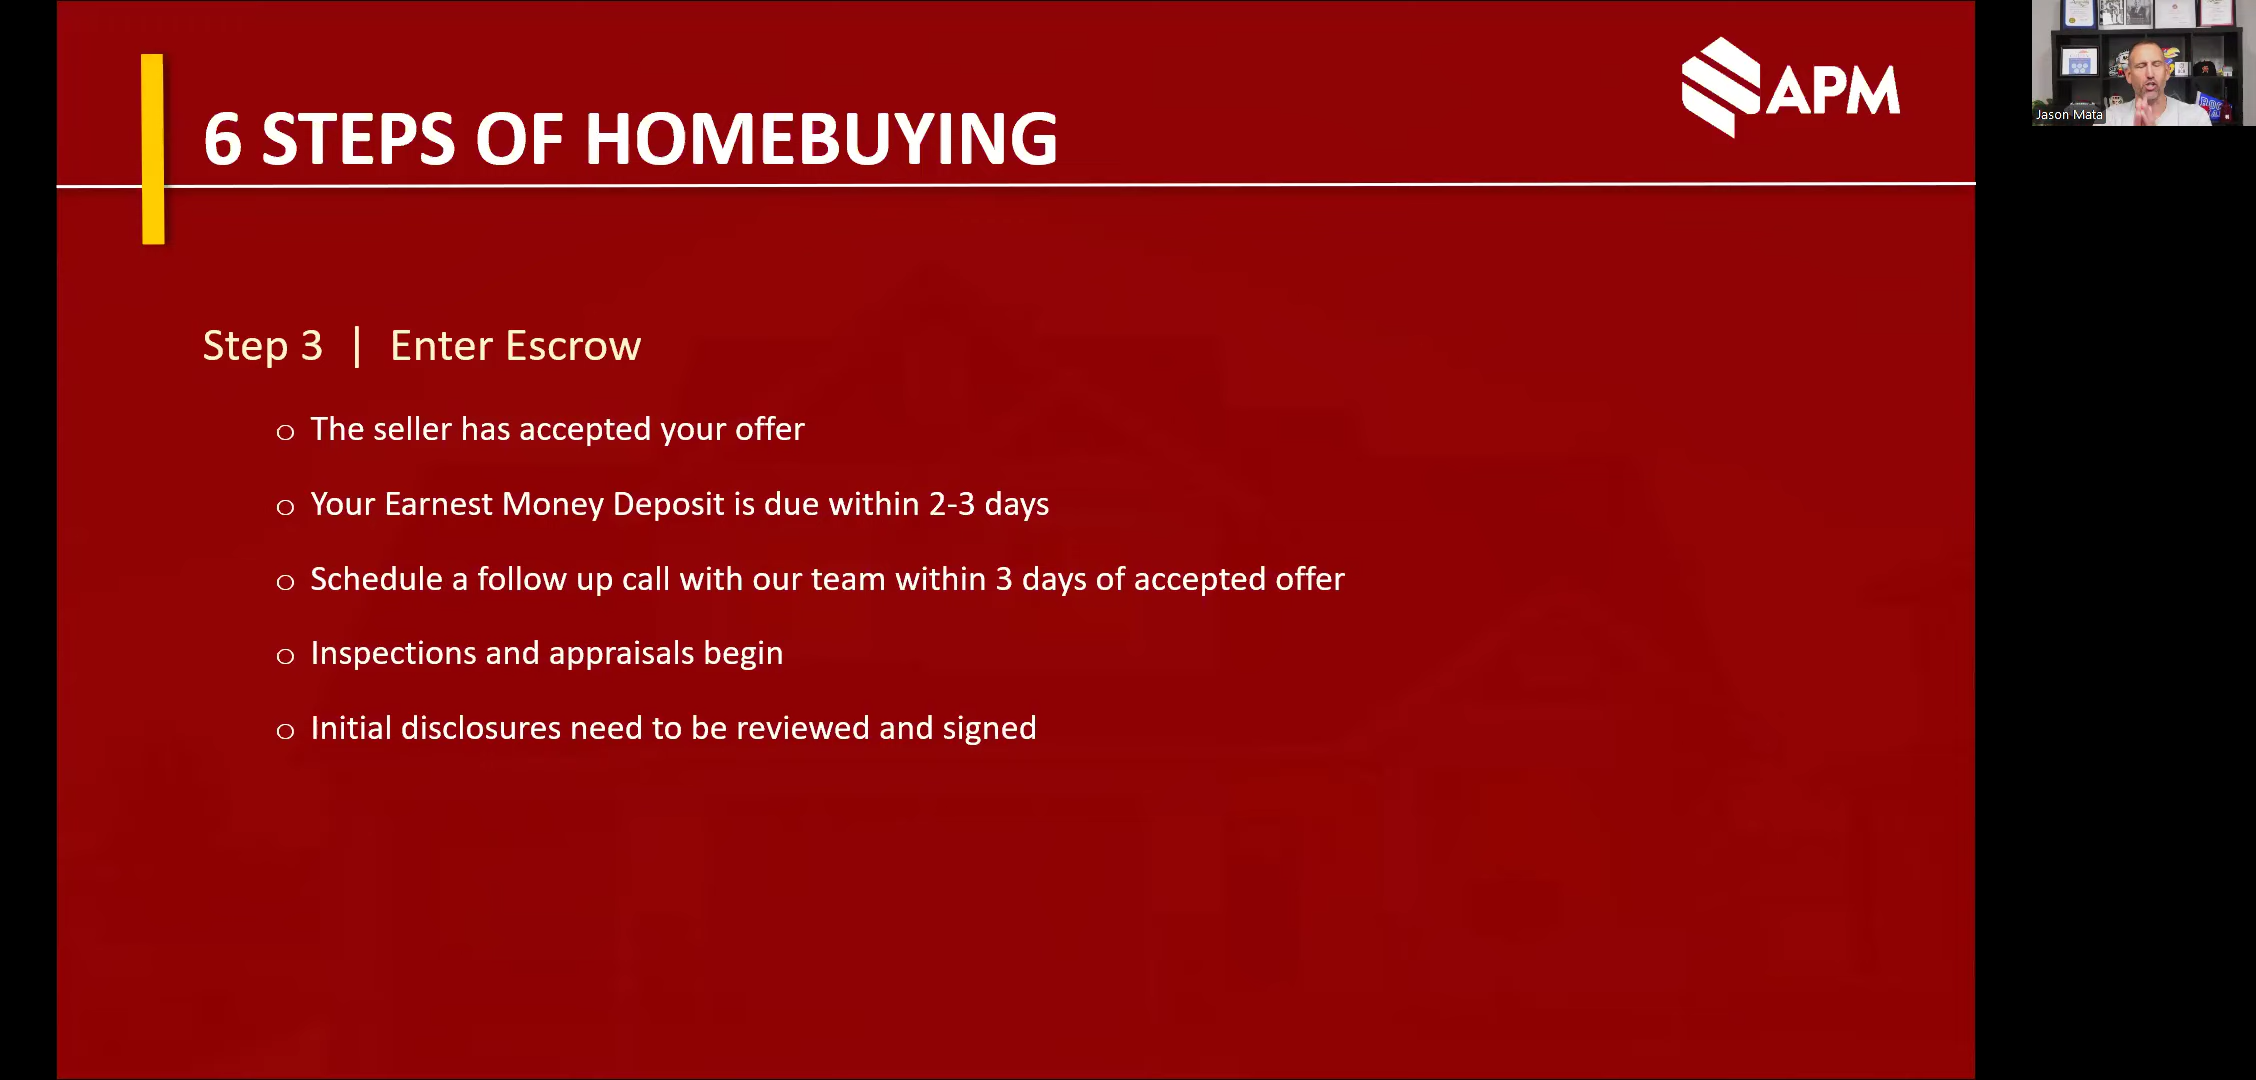 6 STEPS OF HOMEBUYING
APM
Jason Mata
Step 3 | Enter Escrow
o The seller has accepted your offer
o Your Earnest Money Deposit is due within 2-3 days
o Schedule a follow up call with our team within 3 days of accepted offer
o Inspections and appraisals begin
o Initial disclosures need to be reviewed and signed